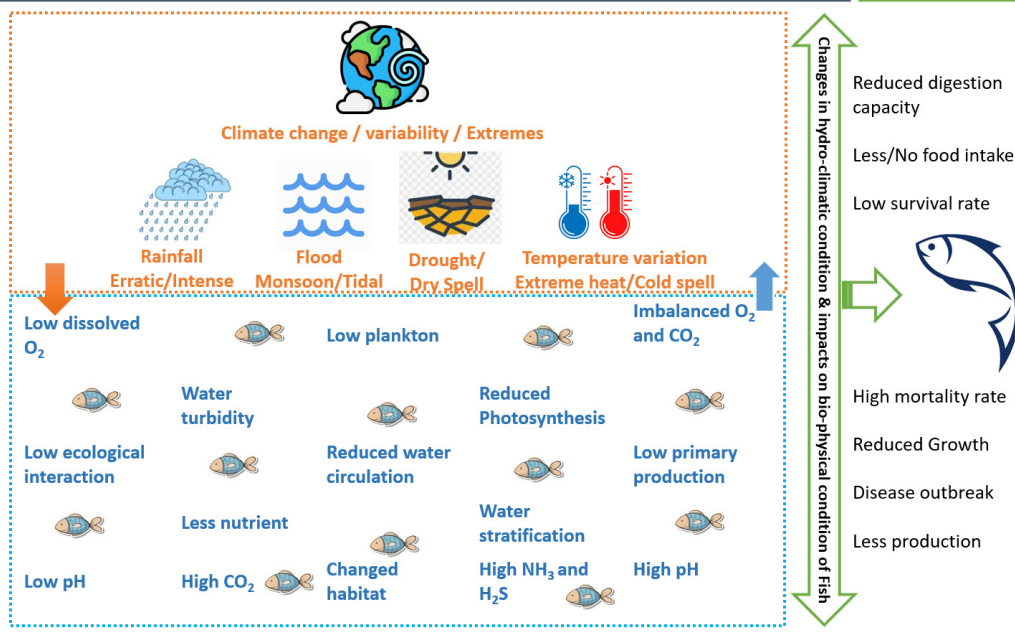 Climate change / variability / Extremes
Rainfall
Erratic/Intense
Flood
Monsoon/Tidal
Drought/
Dry Spell
Temperature variation
Extreme heat/Cold spell
Low dissolved
O₂
Low plankton
Imbalanced O₂
and CO₂
Water
turbidity
Reduced
Photosynthesis
Low ecological
interaction
Reduced water
circulation
Low primary
production
Less nutrient
Water
stratification
Low pH
High CO₂
Changed
habitat
High NH₃ and
H₂S
High pH
Changes in hydro-climatic condition & impacts on bio-physical condition of Fish
Reduced digestion
capacity
Less/No food intake
Low survival rate
High mortality rate
Reduced Growth
Disease outbreak
Less production